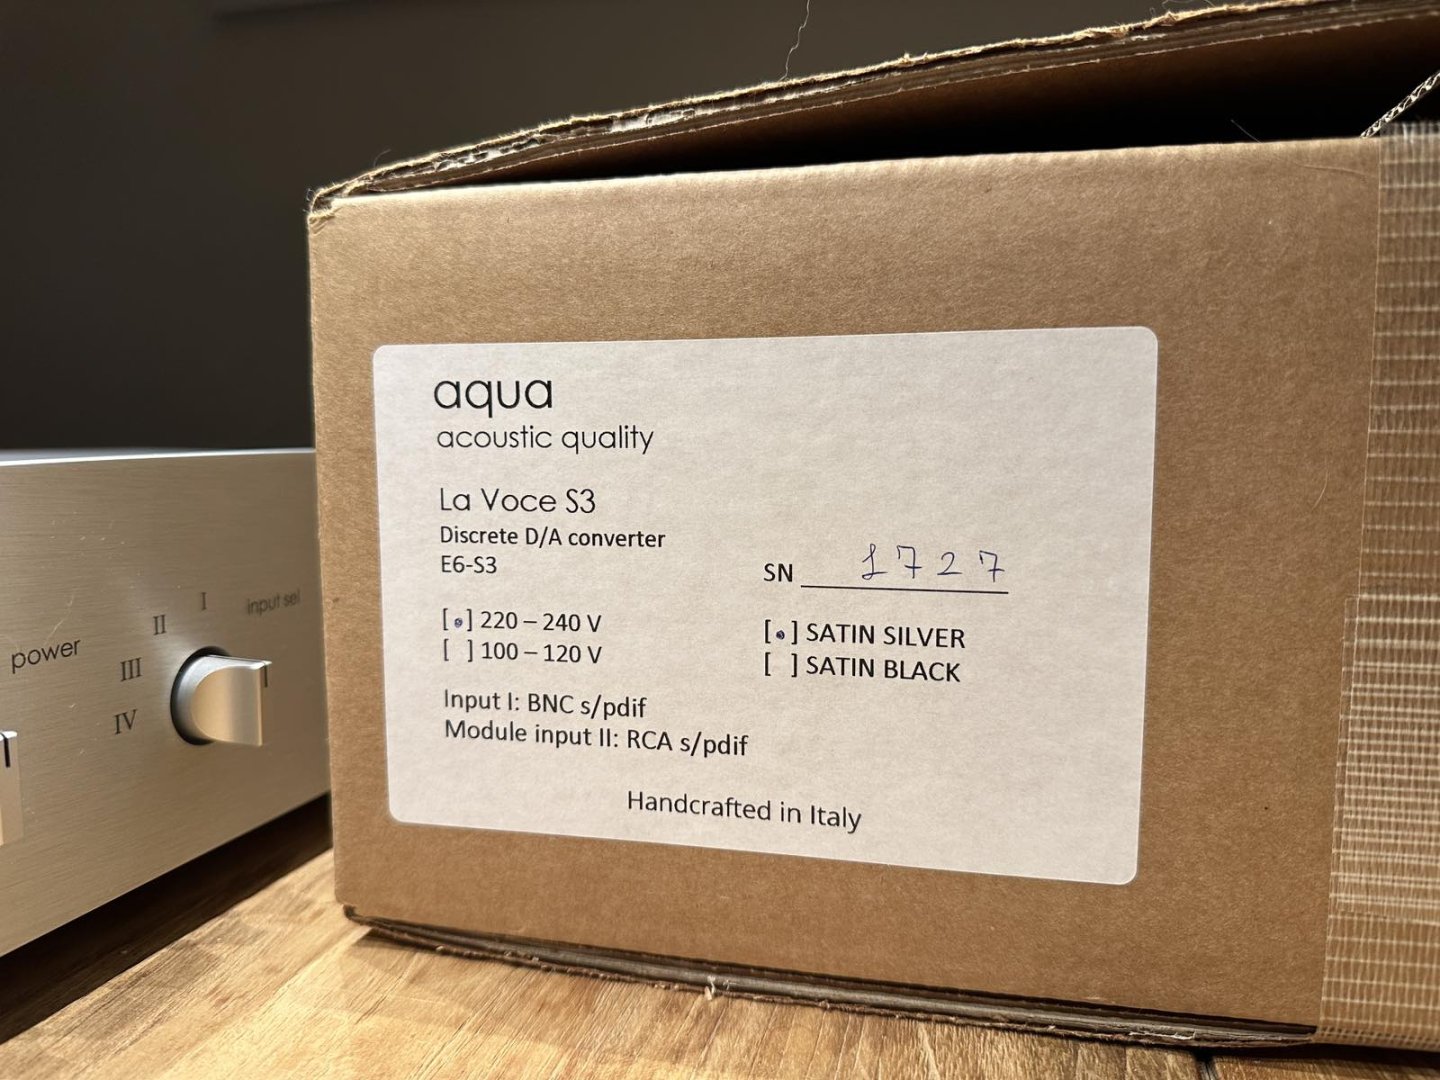 aqua
acoustic quality
La Voce S3
Discrete D/A converter
E6-S3
SN 1727
[•] 220 – 240 V
[ ] 100 – 120 V
[•] SATIN SILVER
[ ] SATIN BLACK
Input I: BNC s/pdif
Module input II: RCA s/pdif
Handcrafted in Italy
power
I
II
III
IV
input sel